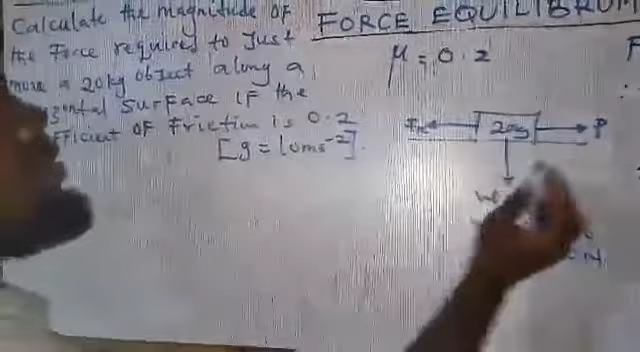 Calculate the magnitude OF
the Force required to Just
move a 20kg object along a
surface IF the
OF friction is 0.2
[g = 10ms⁻²].
FORCE EQUILIBRIUM
μ = 0.2
20kg
P
N
F